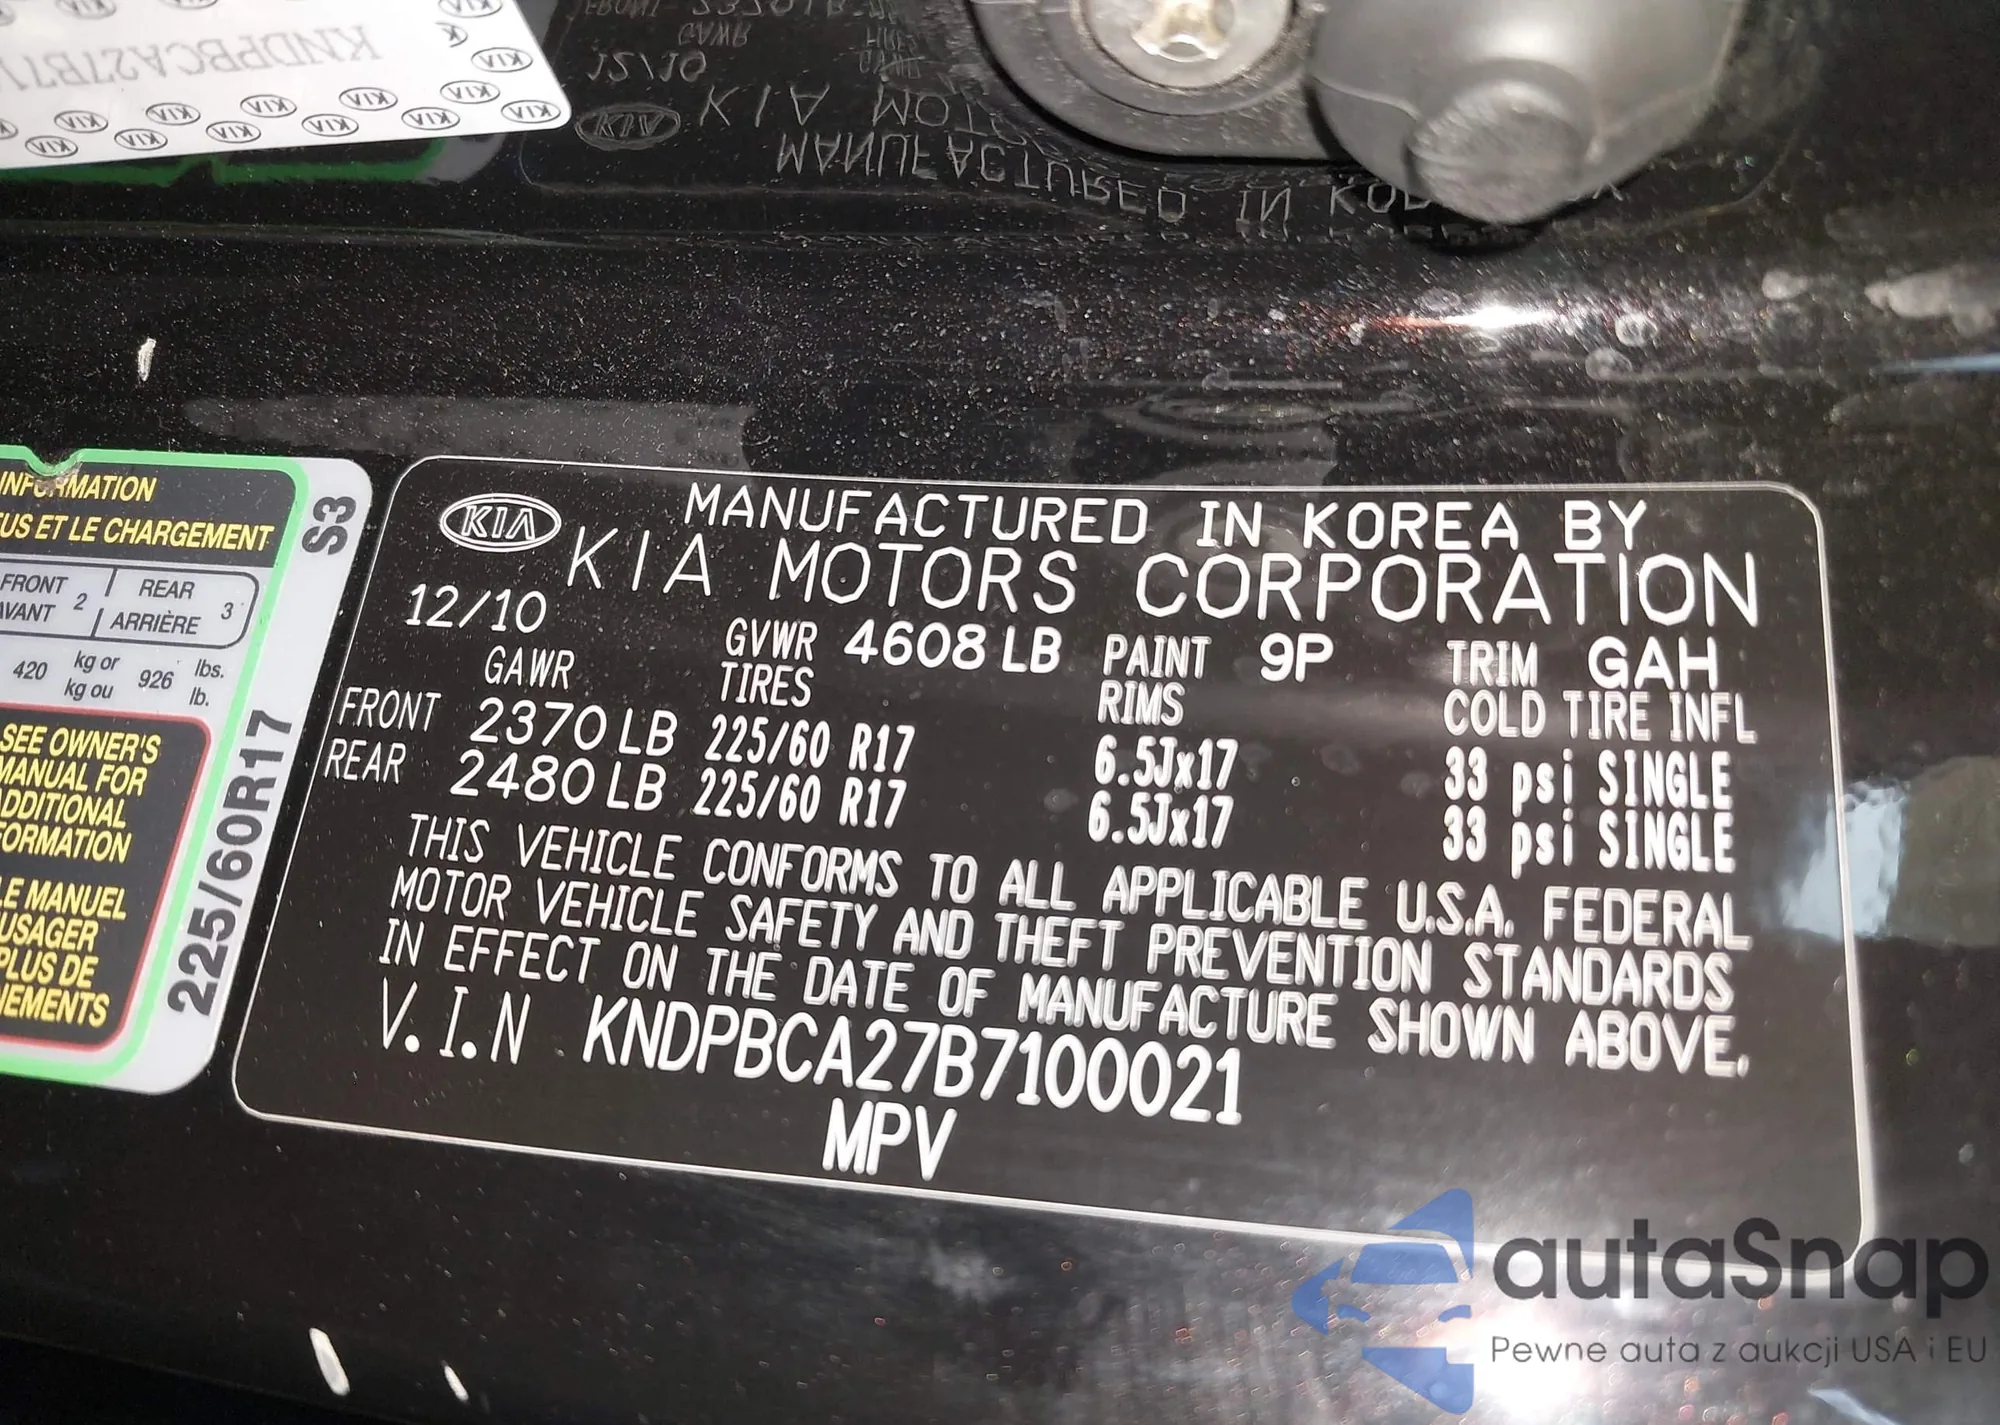 KNDPBCA27B71
KIA
INFORMATION
TUS ET LE CHARGEMENT
FRONT 2 REAR 3
AVANT ARRIÈRE
420 kg or 926 lbs.
kg ou lb.
SEE OWNER'S
MANUAL FOR
ADDITIONAL
FORMATION
LE MANUEL
USAGER
PLUS DE
NEMENTS
S3
225/60R17
KIA
MANUFACTURED IN KOREA BY
KIA MOTORS CORPORATION
12/10 GVWR 4608 LB PAINT 9P TRIM GAH
GAWR TIRES RIMS COLD TIRE INFL
FRONT 2370 LB 225/60 R17 6.5Jx17 33 psi SINGLE
REAR 2480 LB 225/60 R17 6.5Jx17 33 psi SINGLE
THIS VEHICLE CONFORMS TO ALL APPLICABLE U.S.A. FEDERAL
MOTOR VEHICLE SAFETY AND THEFT PREVENTION STANDARDS
IN EFFECT ON THE DATE OF MANUFACTURE SHOWN ABOVE.
V.I.N KNDPBCA27B7100021
MPV
autaSnap
Pewne auta z aukcji USA i EU